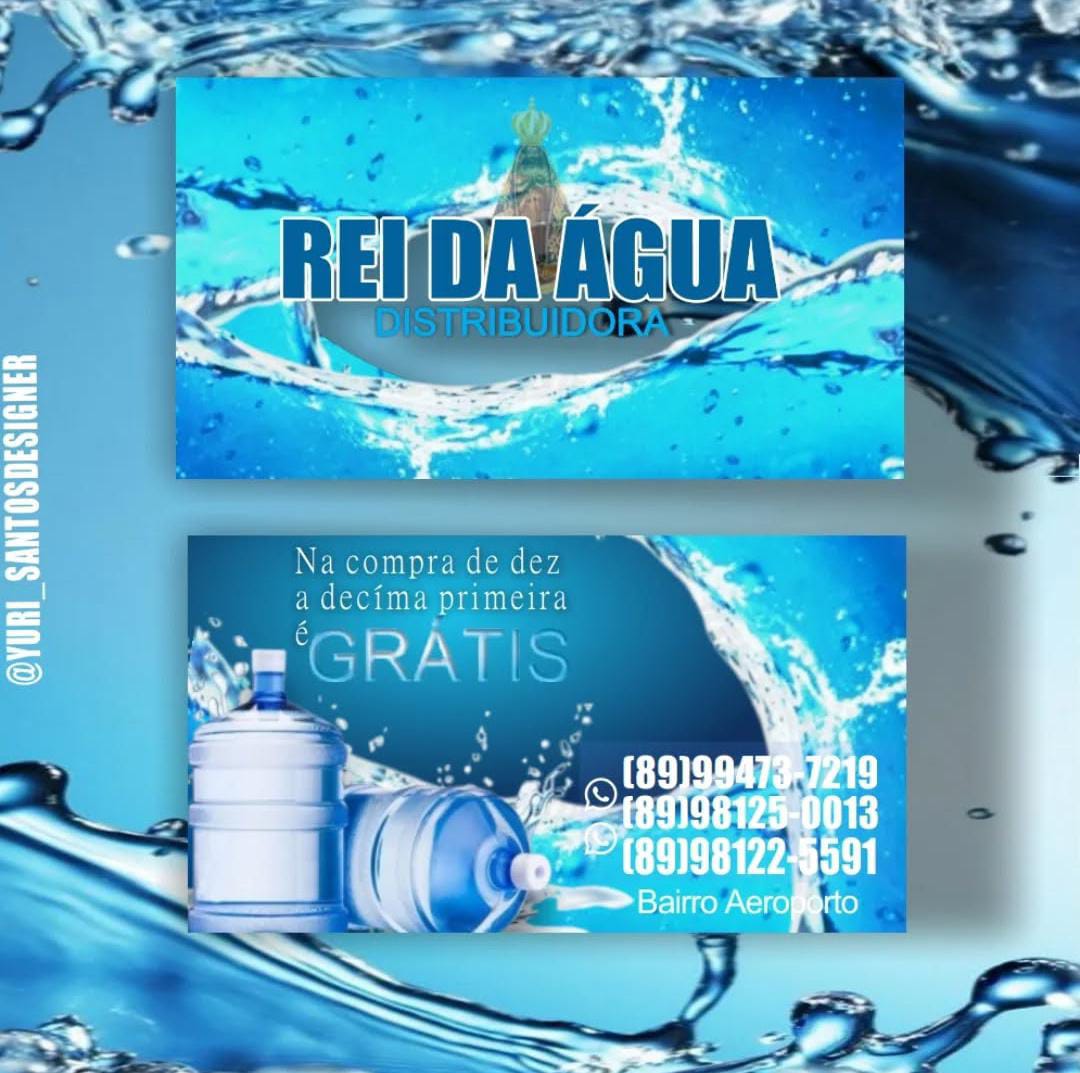 REI DA ÁGUA
DISTRIBUIDORA
@YURI_SANTOSDESIGNER
Na compra de dez
a decíma primeira
é GRÁTIS
(89)99473-7219
(89)98125-0013
(89)98122-5591
Bairro Aeroporto